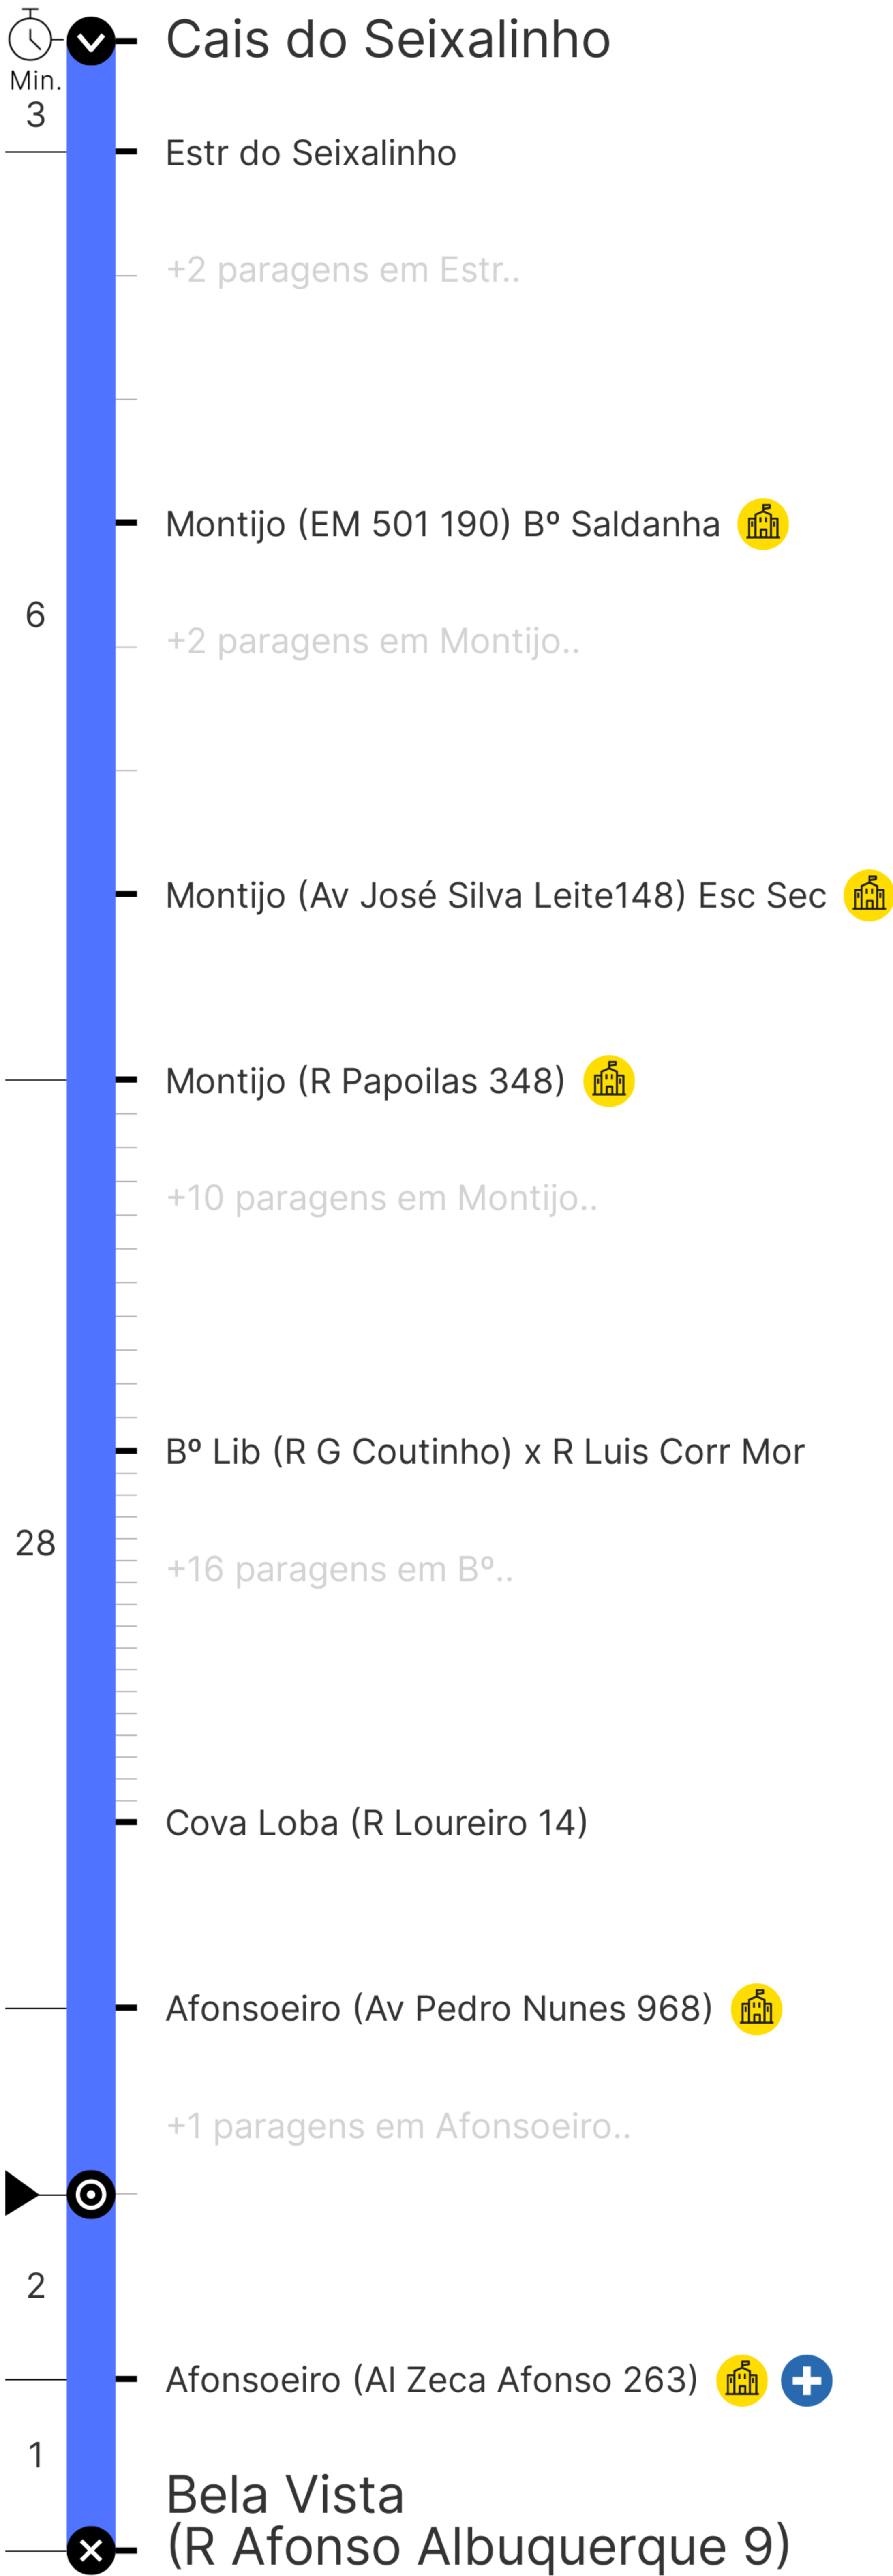 Cais do Seixalinho
Min.
3
Estr do Seixalinho
+2 paragens em Estr..
Montijo (EM 501 190) Bº Saldanha
6
+2 paragens em Montijo..
Montijo (Av José Silva Leite148) Esc Sec
Montijo (R Papoilas 348)
+10 paragens em Montijo..
Bº Lib (R G Coutinho) x R Luis Corr Mor
28
+16 paragens em Bº..
Cova Loba (R Loureiro 14)
Afonsoeiro (Av Pedro Nunes 968)
+1 paragens em Afonsoeiro..
2
Afonsoeiro (Al Zeca Afonso 263)
1
Bela Vista
(R Afonso Albuquerque 9)